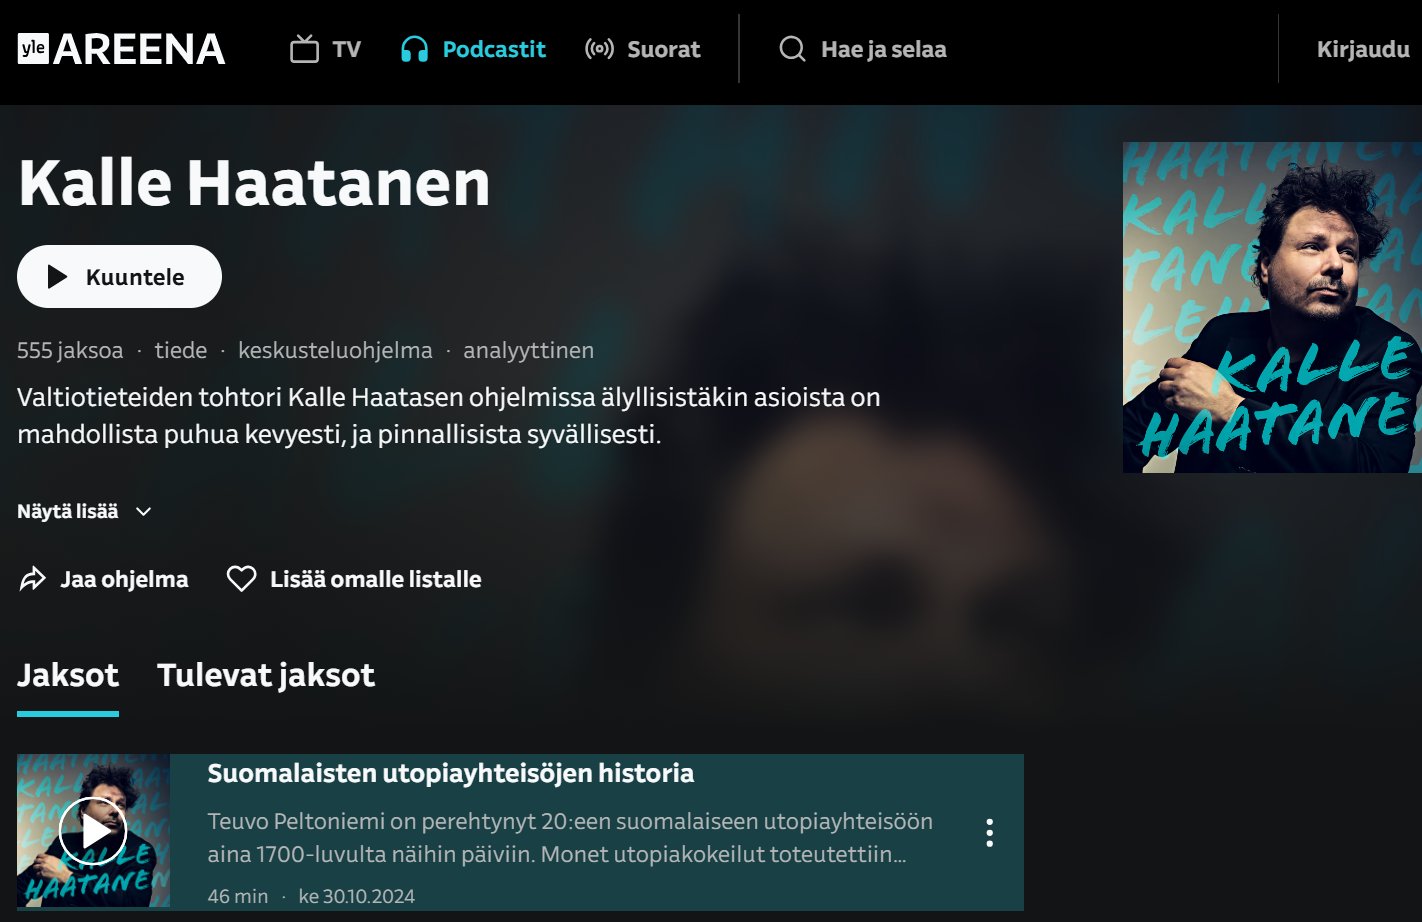 yle AREENA
TV
Podcastit
Suorat
Hae ja selaa
Kirjaudu
Kalle Haatanen
Kuuntele
555 jaksoa · tiede · keskusteluohjelma · analyyttinen
Valtiotieteiden tohtori Kalle Haatasen ohjelmissa älyllisistäkin asioista on
mahdollista puhua kevyesti, ja pinnallisista syvällisesti.
Näytä lisää
Jaa ohjelma
Lisää omalle listalle
KALLE
HAATANEN
Jaksot
Tulevat jaksot
KALLE
HAATANEN
Suomalaisten utopiayhteisöjen historia
Teuvo Peltoniemi on perehtynyt 20:een suomalaiseen utopiayhteisöön
aina 1700-luvulta näihin päiviin. Monet utopiakokeilut toteutettiin...
46 min · ke 30.10.2024